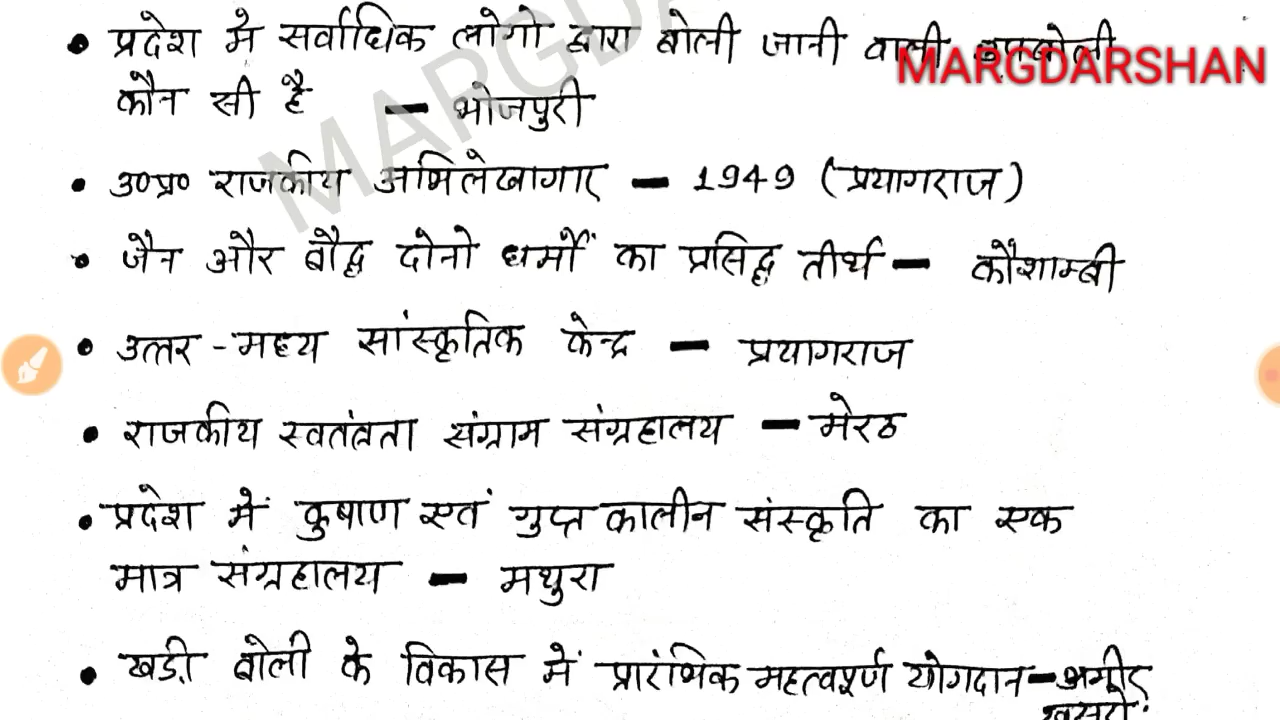 • प्रदेश में सर्वाधिक लोगो द्वारा बोली जानी वाली
MARGDARSHAN
कौन सी है — भोजपुरी
• उ०प्र० राजकीय अभिलेखागार — 1949 (प्रयागराज)
• जैन और बौद्ध दोनो धर्मों का प्रसिद्ध तीर्थ — कौशाम्बी
• उत्तर - मध्य सांस्कृतिक केन्द्र — प्रयागराज
• राजकीय स्वतंत्रता संग्राम संग्रहालय — मेरठ
• प्रदेश में कुषाण एवं गुप्त कालीन संस्कृति का एक
मात्र संग्रहालय — मथुरा
• खड़ी बोली के विकास में प्रारंभिक महत्वपूर्ण योगदान — अमीर